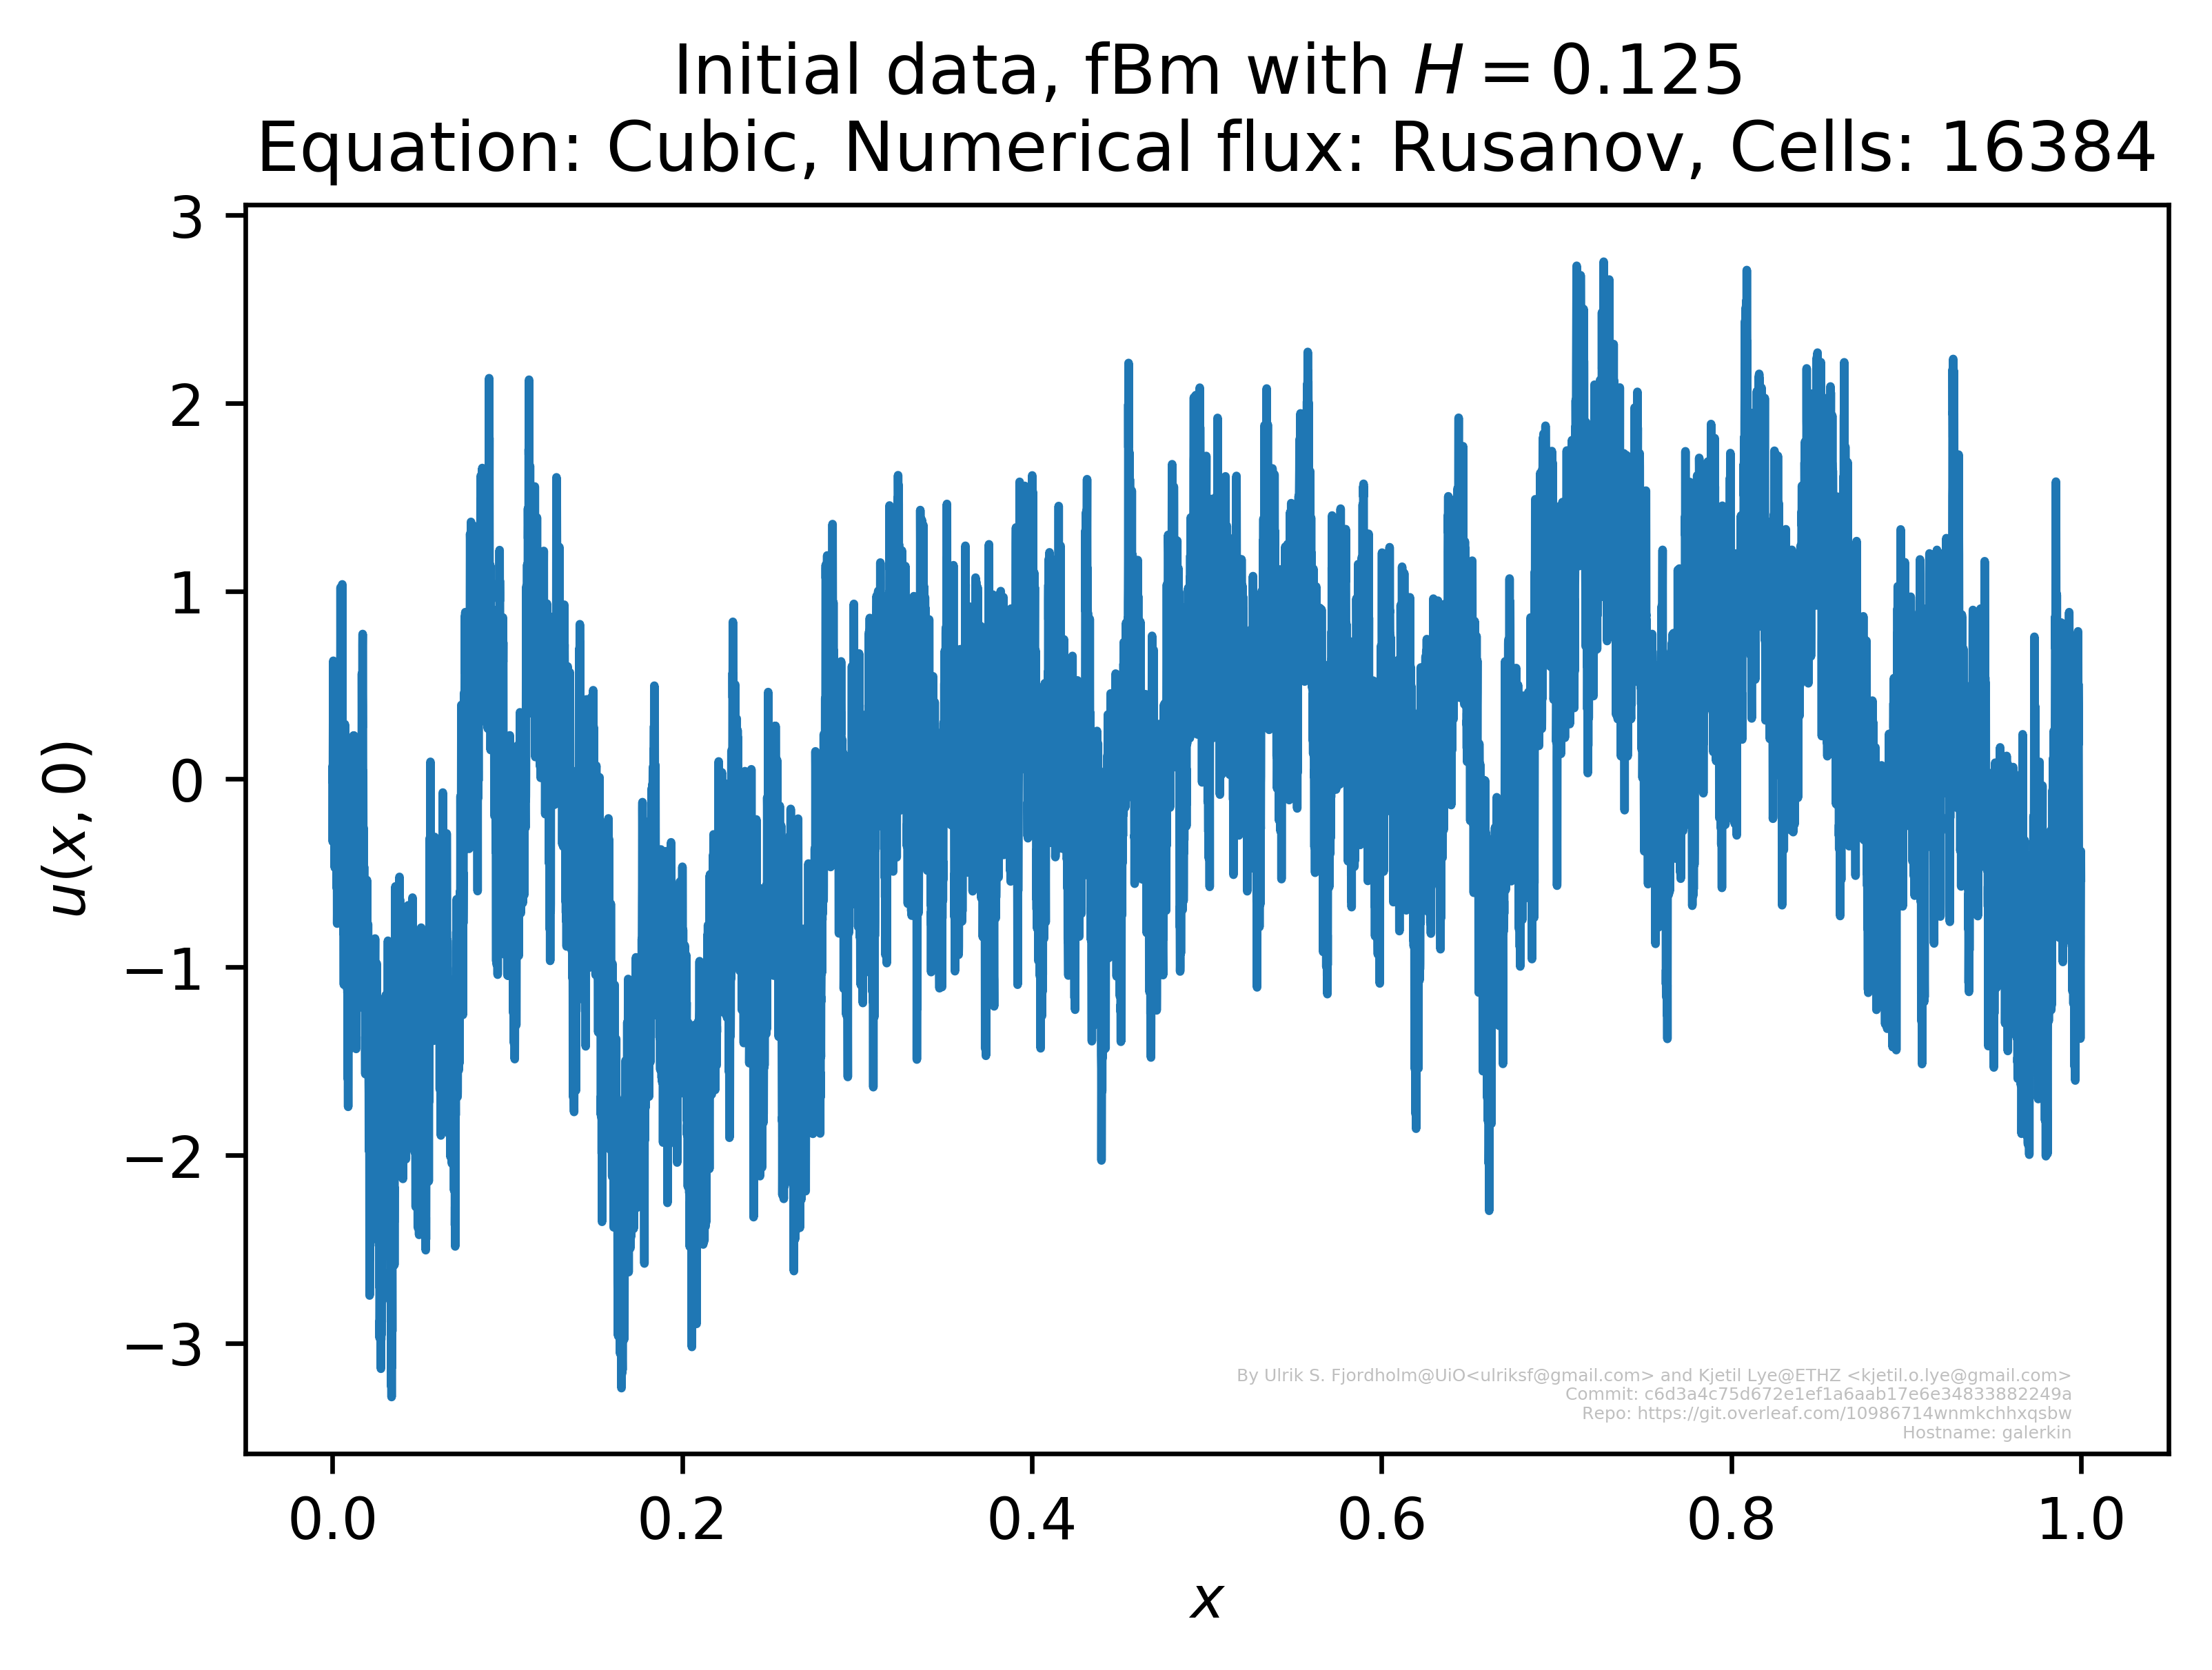 Initial data, fBm with H = 0.125
Equation: Cubic, Numerical flux: Rusanov, Cells: 16384
3
2
1
0
−1
−2
−3
u(x, 0)
By Ulrik S. Fjordholm@UiO<ulriksf@gmail.com> and Kjetil Lye@ETHZ <kjetil.o.lye@gmail.com>
Commit: c6d3a4c75d672e1ef1a6aab17e6e34833882249a
Repo: https://git.overleaf.com/10986714wnmkchhxqsbw
Hostname: galerkin
0.0 0.2 0.4 0.6 0.8 1.0
x